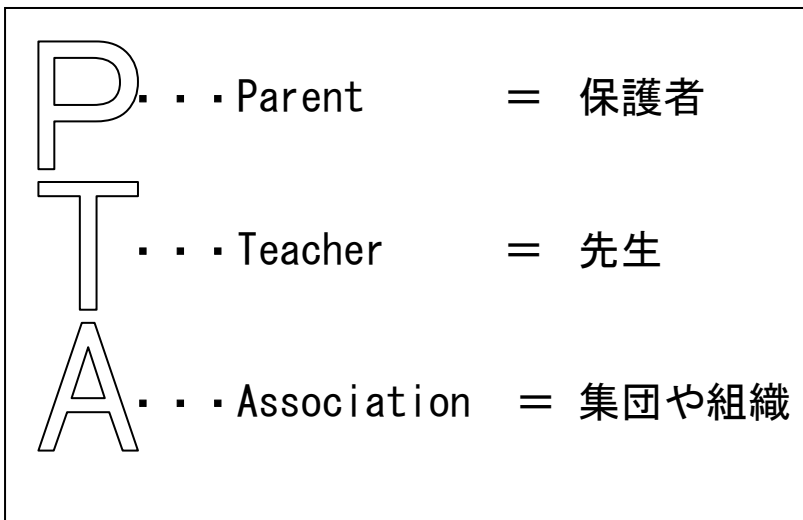 P・・・Parent ＝ 保護者
T・・・Teacher ＝ 先生
A・・・Association ＝ 集団や組織